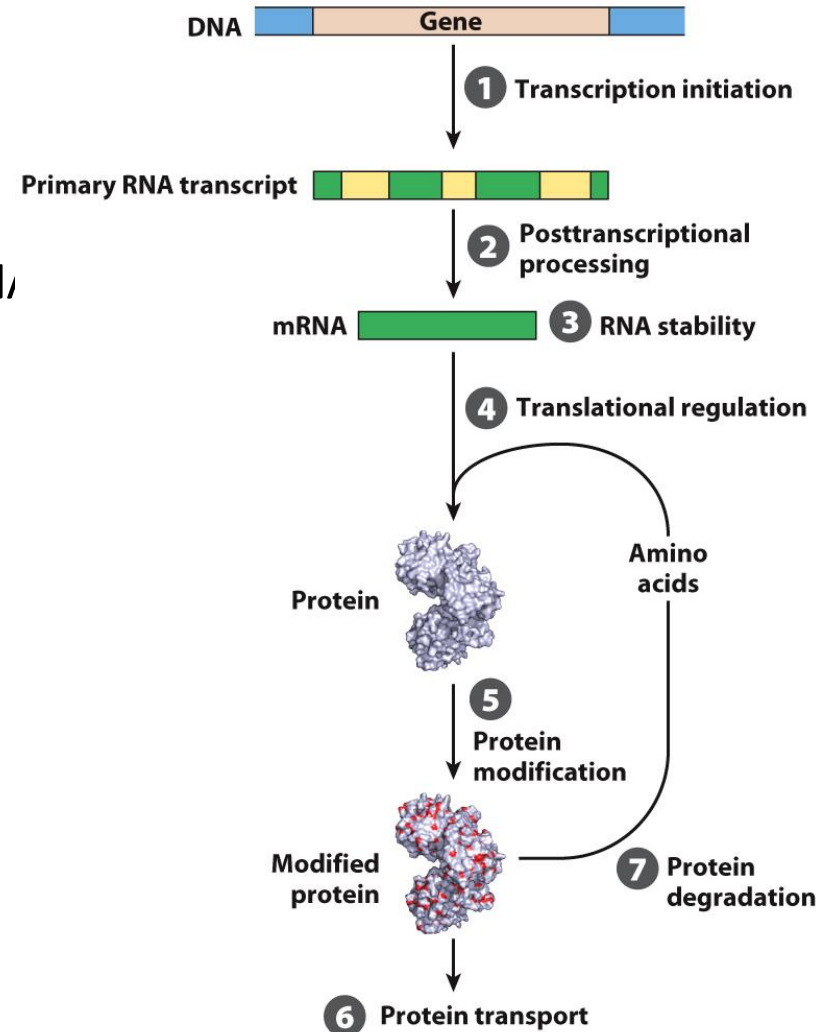 DNA
Gene
1 Transcription initiation
Primary RNA transcript
2 Posttranscriptional
processing
mRNA
3 RNA stability
4 Translational regulation
Amino
acids
Protein
5
Protein
modification
Modified
protein
7 Protein
degradation
6 Protein transport